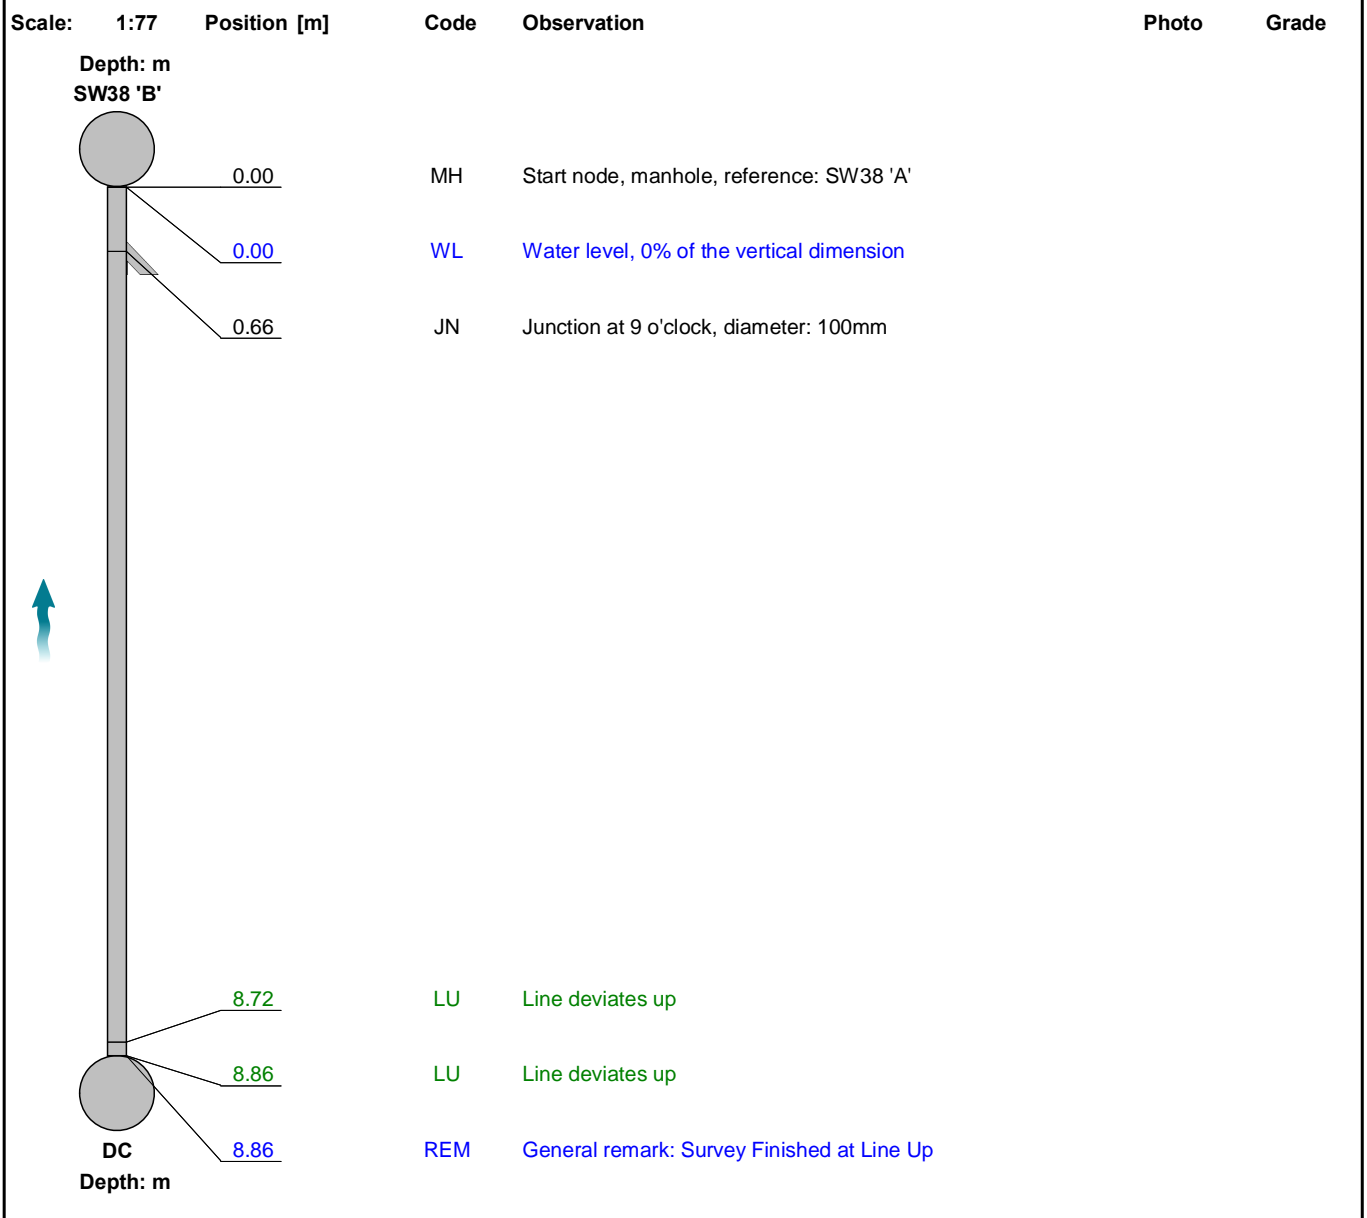 Scale: 1:77 Position [m] Code Observation Photo Grade
Depth: m
SW38 'B'
0.00 MH Start node, manhole, reference: SW38 'A'
0.00 WL Water level, 0% of the vertical dimension
0.66 JN Junction at 9 o'clock, diameter: 100mm
8.72 LU Line deviates up
8.86 LU Line deviates up
DC 8.86 REM General remark: Survey Finished at Line Up
Depth: m